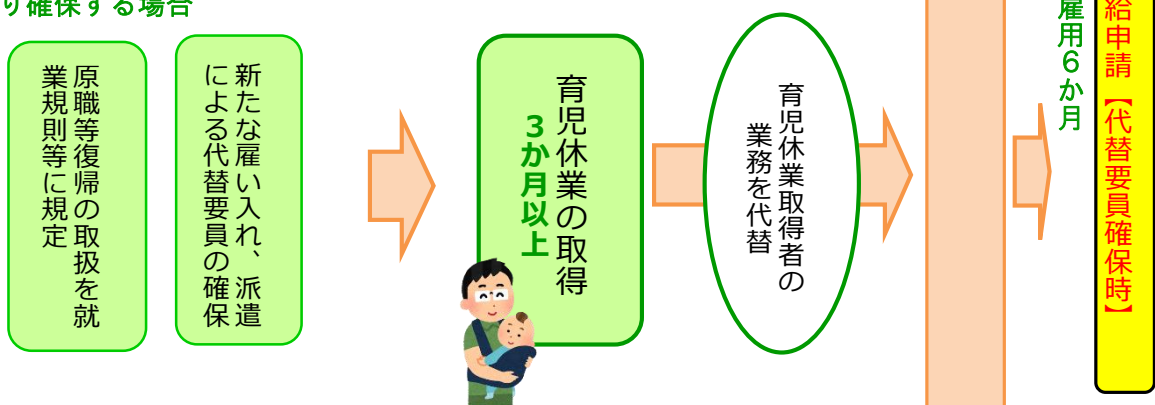 り確保する場合
原職等復帰の取扱を就
業規則等に規定
新たな雇い入れ、派遣
による代替要員の確保
育児休業の取得
3か月以上
育児休業取得者の
業務を代替
雇用6か月
給申請【代替要員確保時】